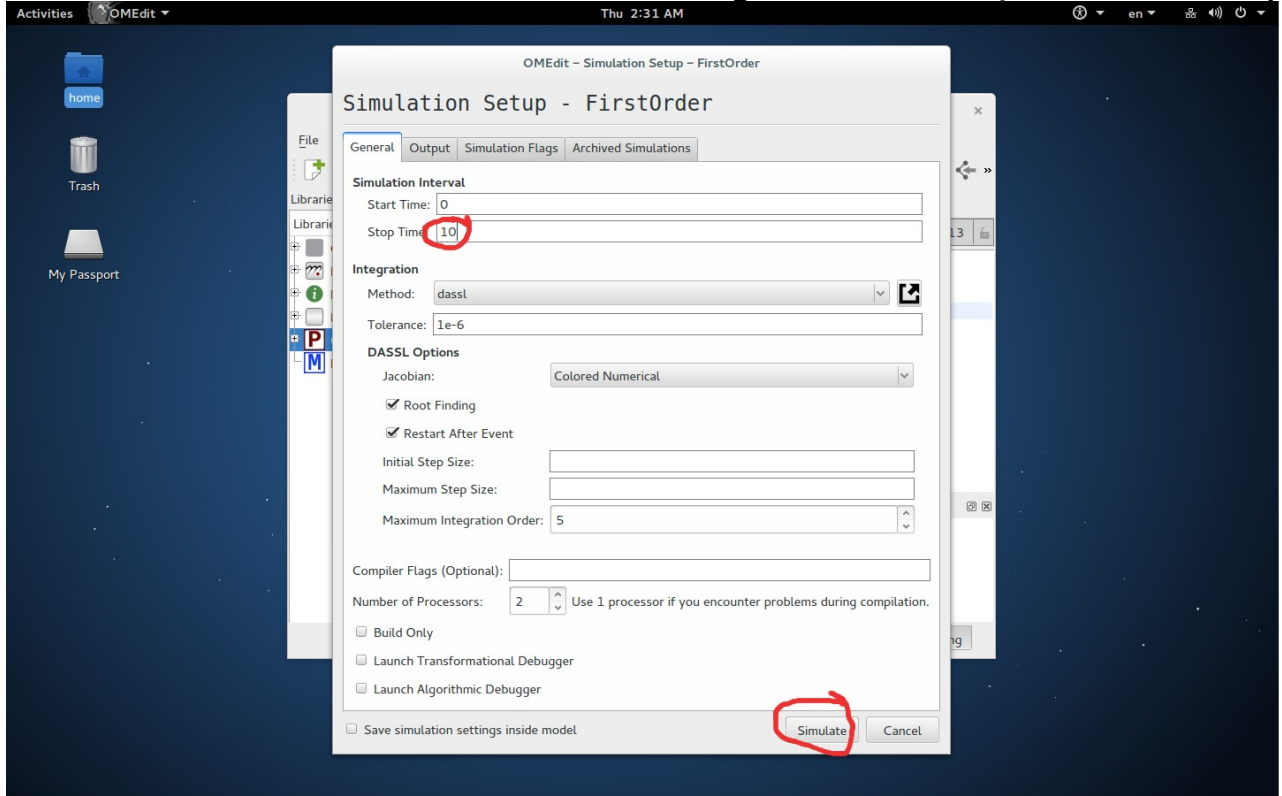 Activities OMEdit Thu 2:31 AM en
OMEdit – Simulation Setup – FirstOrder
home
Simulation Setup - FirstOrder
File
General Output Simulation Flags Archived Simulations
Trash
Simulation Interval
Librarie
Start Time: 0
Librarie
Stop Time 10
13
My Passport
Integration
Method: dassl
Tolerance: 1e-6
P
DASSL Options
M
Jacobian: Colored Numerical
Root Finding
Restart After Event
Initial Step Size:
Maximum Step Size:
Maximum Integration Order: 5
Compiler Flags (Optional):
Number of Processors: 2 Use 1 processor if you encounter problems during compilation.
Build Only
ng
Launch Transformational Debugger
Launch Algorithmic Debugger
Save simulation settings inside model
Simulate Cancel